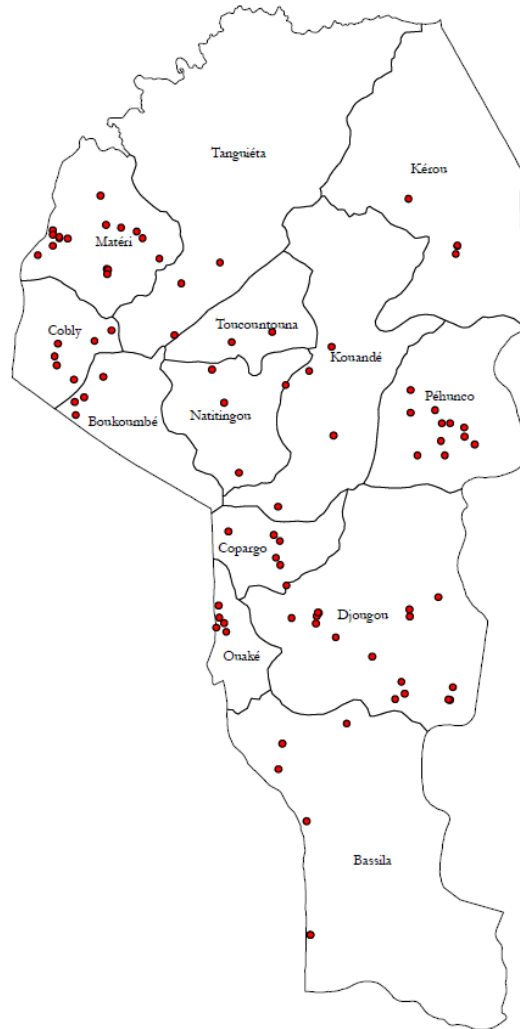 Tanguiéta
Kérou
Matéri
Toucountouna
Cobly
Kouandé
Péhunco
Boukoumbé
Natitingou
Copargo
Djougou
Ouaké
Bassila